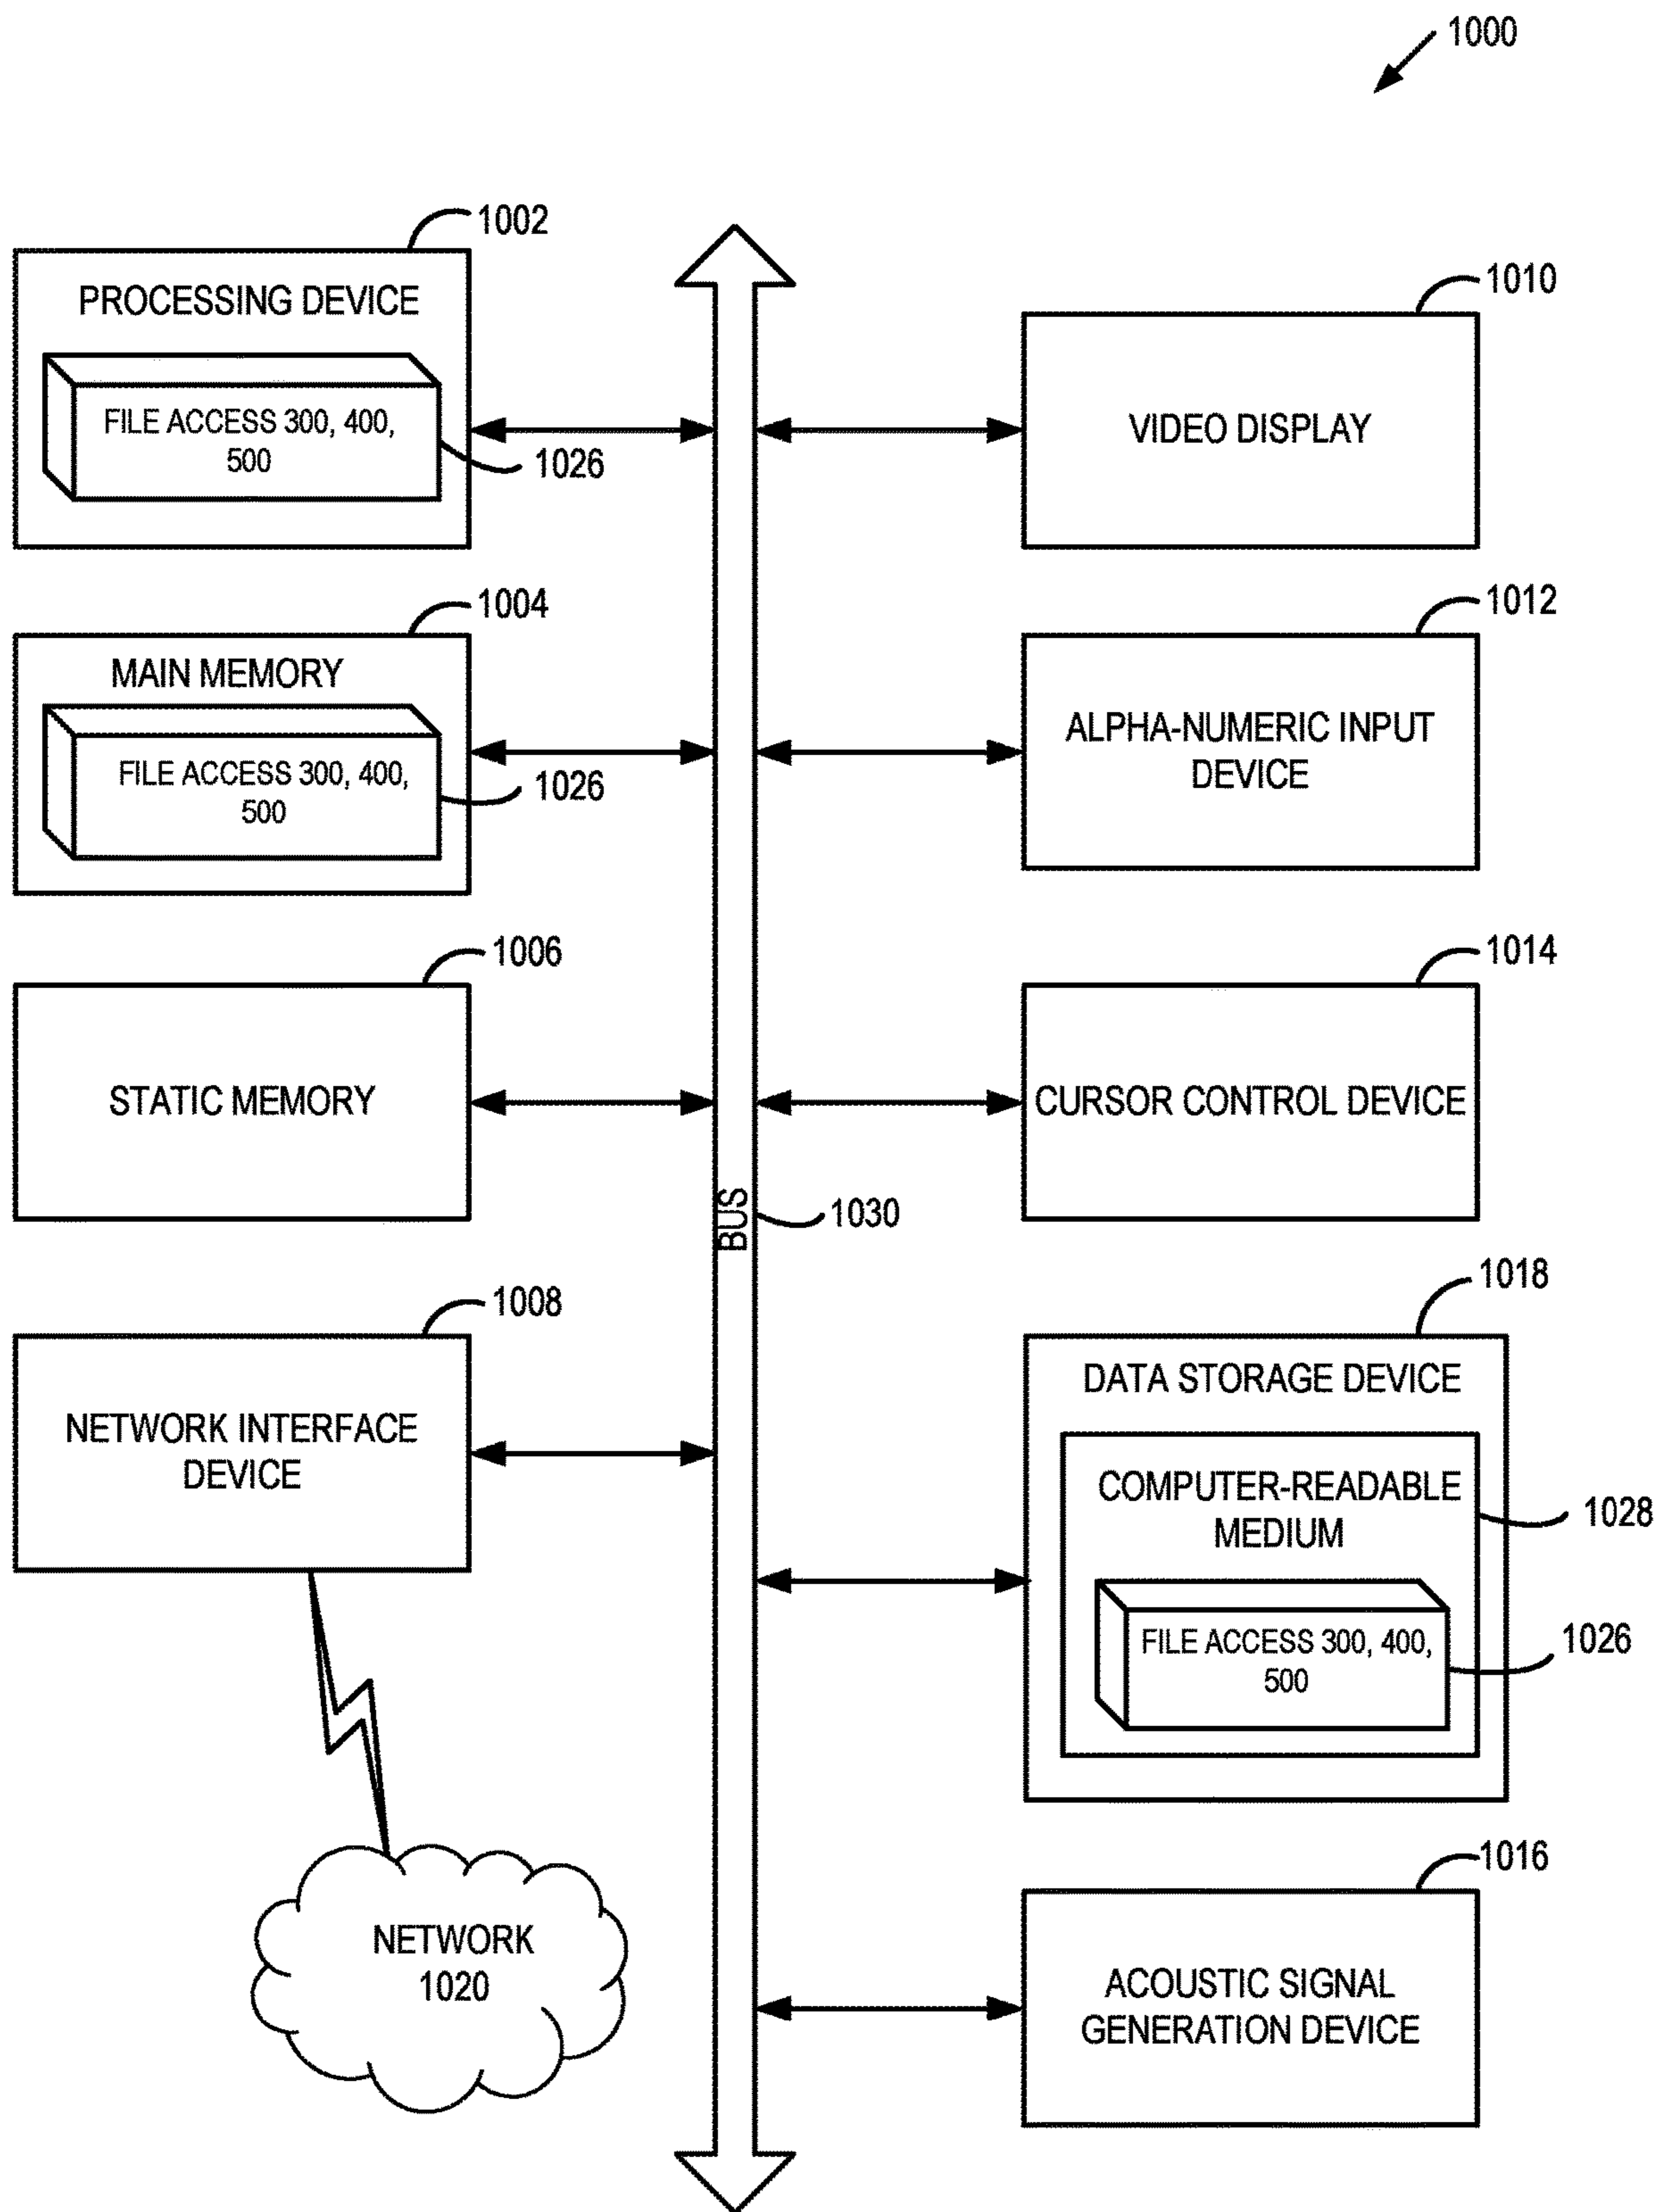 1000
1002
PROCESSING DEVICE
FILE ACCESS 300, 400,
500
1026
1004
MAIN MEMORY
FILE ACCESS 300, 400,
500
1026
1006
STATIC MEMORY
1008
NETWORK INTERFACE
DEVICE
NETWORK
1020
BUS
1030
1010
VIDEO DISPLAY
1012
ALPHA-NUMERIC INPUT
DEVICE
1014
CURSOR CONTROL DEVICE
1018
DATA STORAGE DEVICE
COMPUTER-READABLE
MEDIUM
1028
FILE ACCESS 300, 400,
500
1026
1016
ACOUSTIC SIGNAL
GENERATION DEVICE